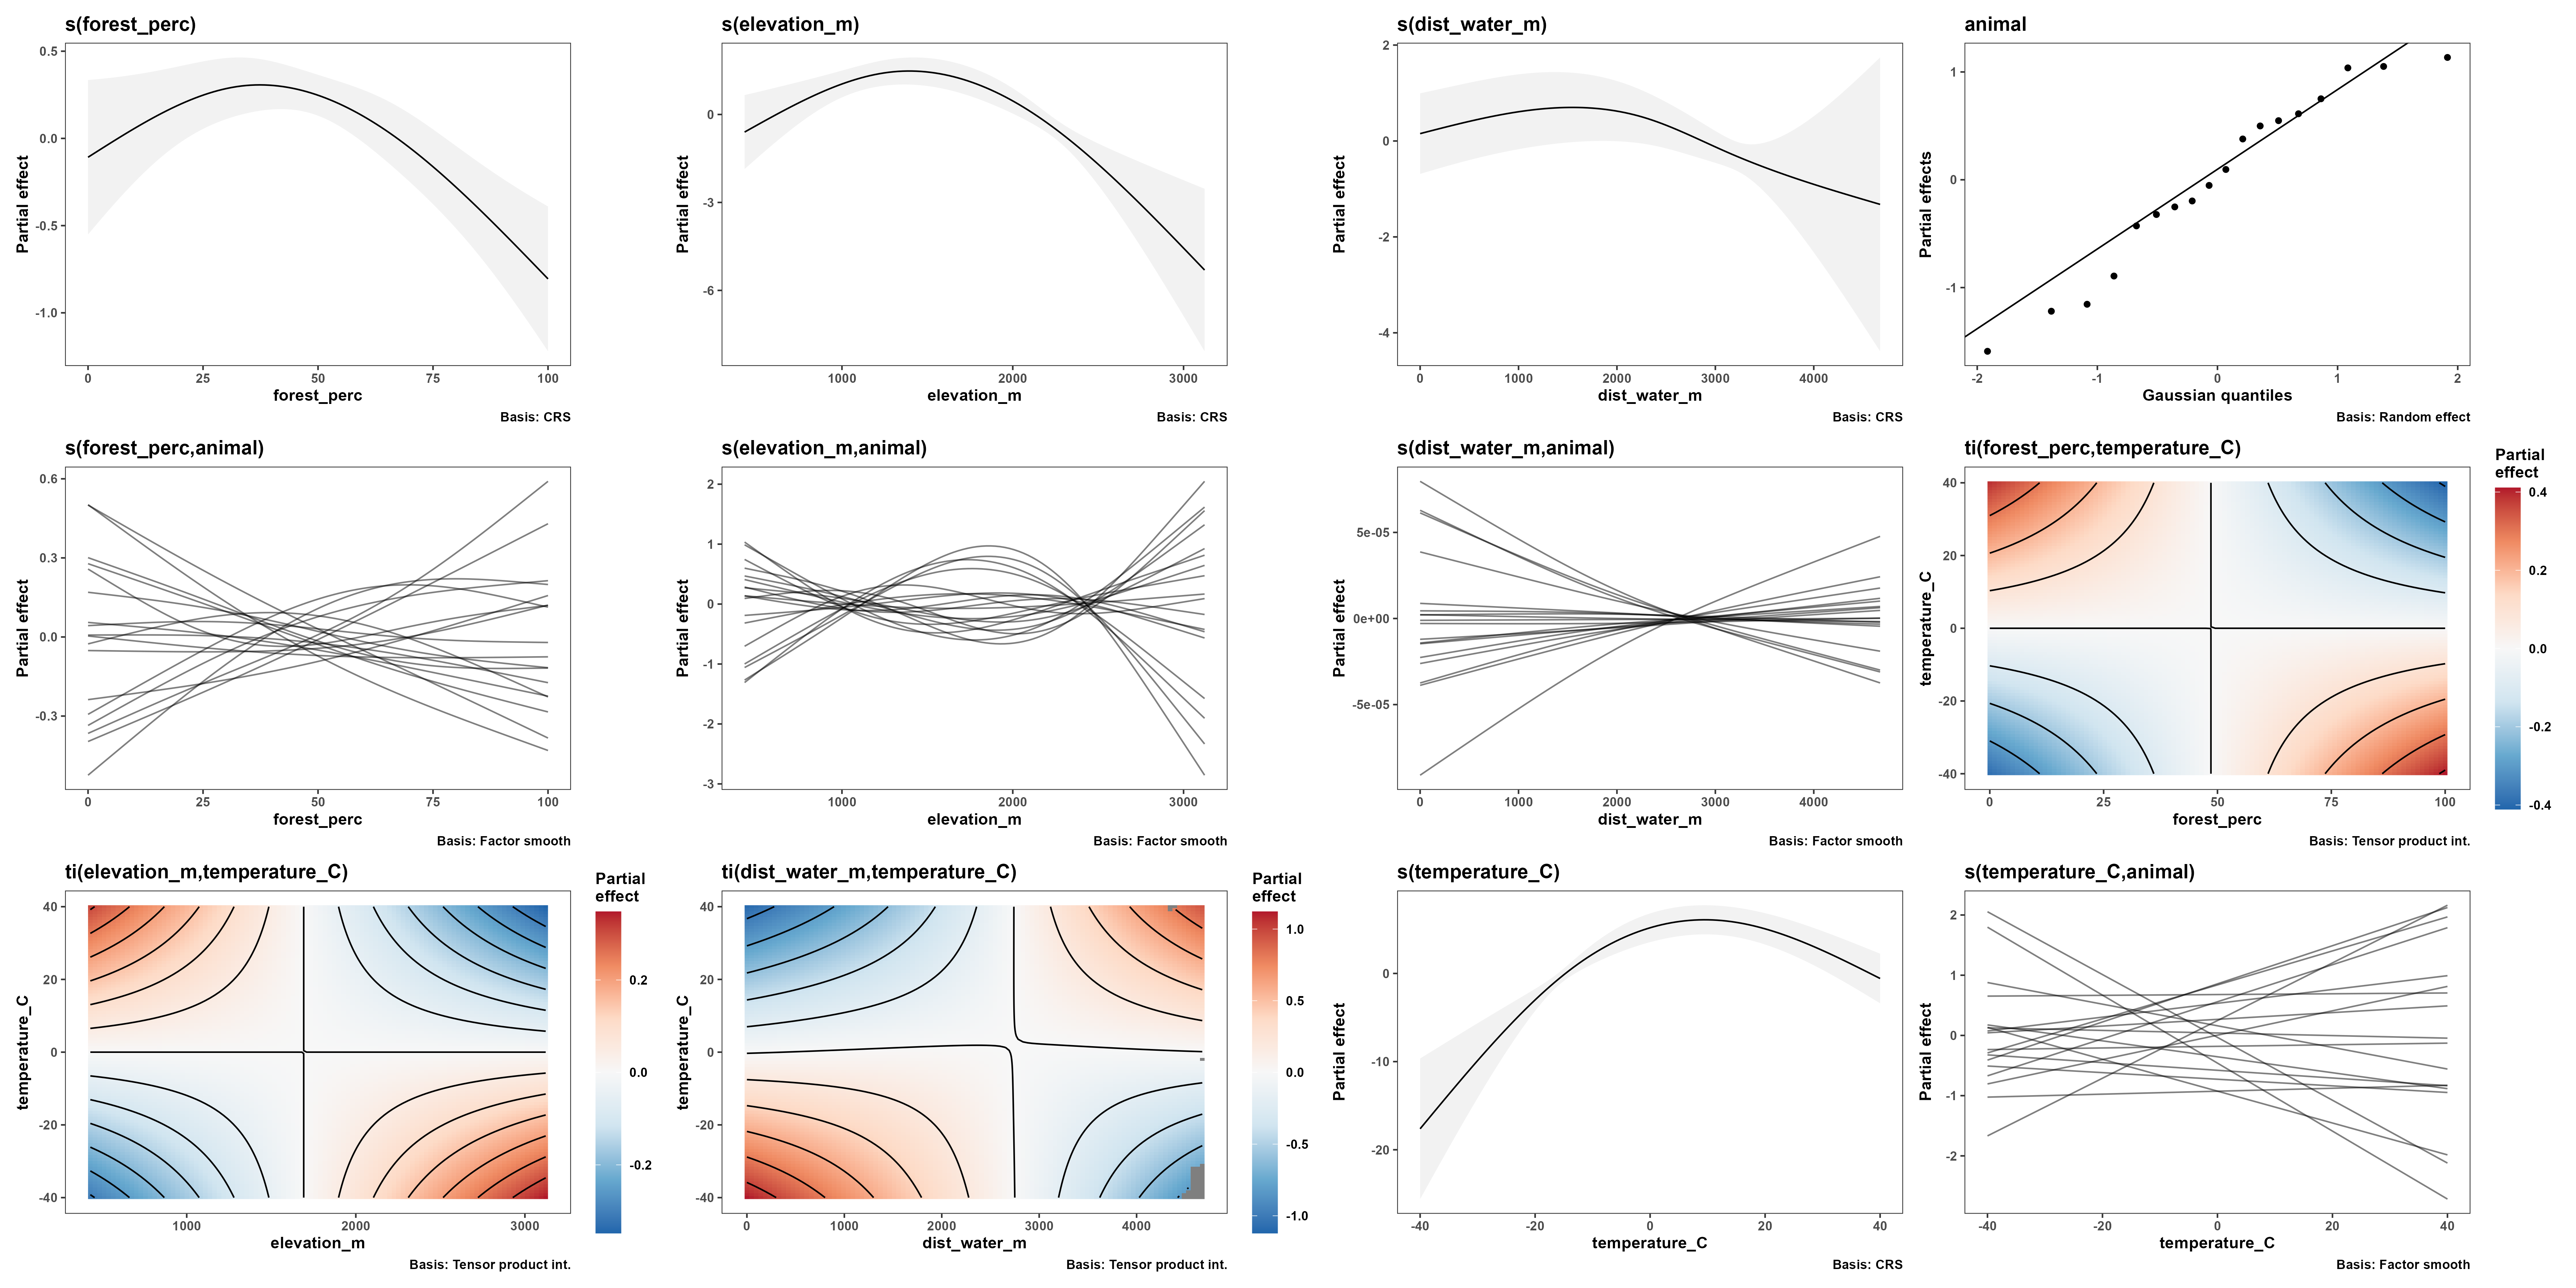 s(forest_perc)
0.5
0.0
-0.5
-1.0
Partial effect
0 25 50 75 100
forest_perc
Basis: CRS
s(elevation_m)
0
-3
-6
Partial effect
1000 2000 3000
elevation_m
Basis: CRS
s(dist_water_m)
2
0
-2
-4
Partial effect
0 1000 2000 3000 4000
dist_water_m
Basis: CRS
animal
1
0
-1
Partial effects
-2 -1 0 1 2
Gaussian quantiles
Basis: Random effect
s(forest_perc,animal)
0.6
0.3
0.0
-0.3
Partial effect
0 25 50 75 100
forest_perc
Basis: Factor smooth
s(elevation_m,animal)
2
1
0
-1
-2
-3
Partial effect
1000 2000 3000
elevation_m
Basis: Factor smooth
s(dist_water_m,animal)
5e-05
0e+00
-5e-05
Partial effect
0 1000 2000 3000 4000
dist_water_m
Basis: Factor smooth
ti(forest_perc,temperature_C)
40
20
0
-20
-40
temperature_C
0 25 50 75 100
forest_perc
Basis: Tensor product int.
Partial
effect
0.4
0.2
0.0
-0.2
-0.4
ti(elevation_m,temperature_C)
40
20
0
-20
-40
temperature_C
1000 2000 3000
elevation_m
Basis: Tensor product int.
Partial
effect
0.2
0.0
-0.2
ti(dist_water_m,temperature_C)
40
20
0
-20
-40
temperature_C
0 1000 2000 3000 4000
dist_water_m
Basis: Tensor product int.
Partial
effect
1.0
0.5
0.0
-0.5
-1.0
s(temperature_C)
0
-10
-20
Partial effect
-40 -20 0 20 40
temperature_C
Basis: CRS
s(temperature_C,animal)
2
1
0
-1
-2
Partial effect
-40 -20 0 20 40
temperature_C
Basis: Factor smooth